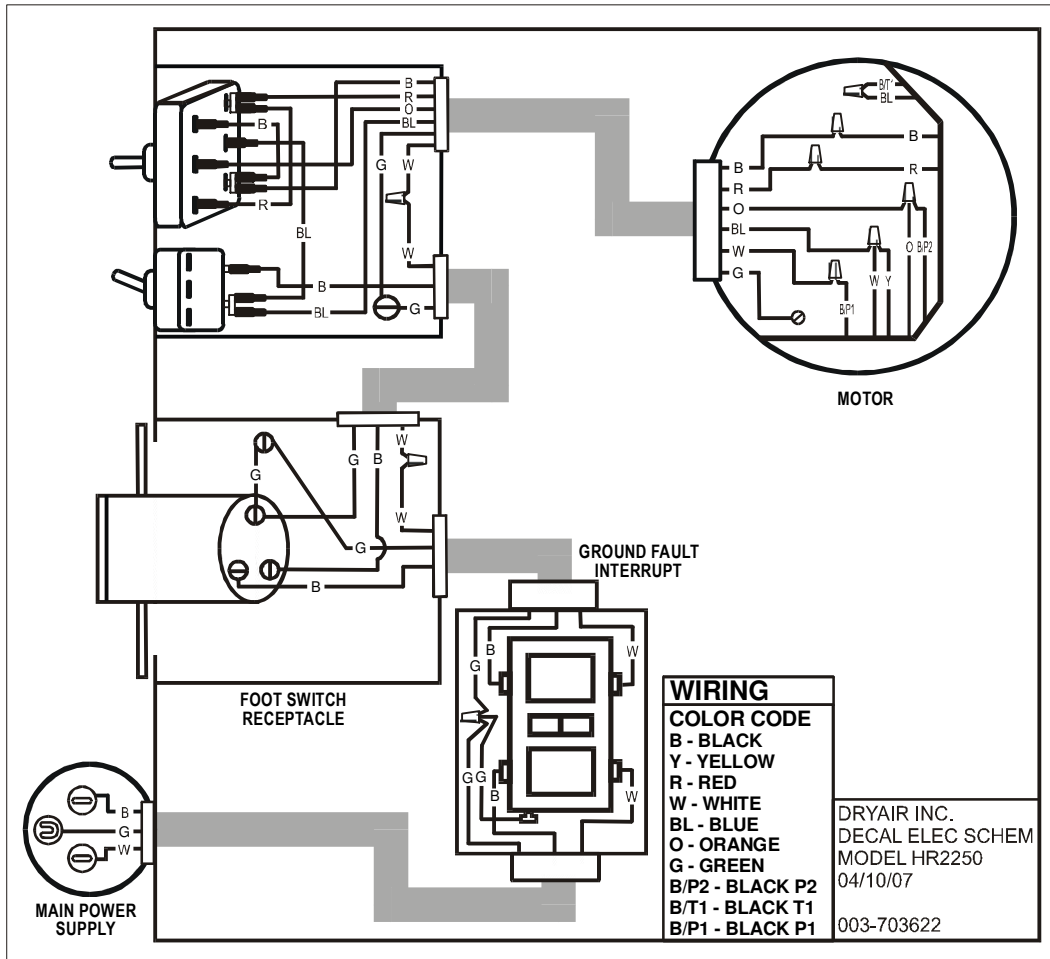 B
R
O
BL
B
G
W
R
BL
W
B
BL
G
B/T1
BL
B
B
R
R
O
BL
W
G
O
B/P2
W
Y
B/P1
MOTOR
W
G
B
G
W
G
B
FOOT SWITCH
RECEPTACLE
GROUND FAULT
INTERRUPT
B
W
G
G
G
B
W
B
G
W
MAIN POWER
SUPPLY
WIRING
COLOR CODE
B - BLACK
Y - YELLOW
R - RED
W - WHITE
BL - BLUE
O - ORANGE
G - GREEN
B/P2 - BLACK P2
B/T1 - BLACK T1
B/P1 - BLACK P1
DRYAIR INC.
DECAL ELEC SCHEM
MODEL HR2250
04/10/07
003-703622